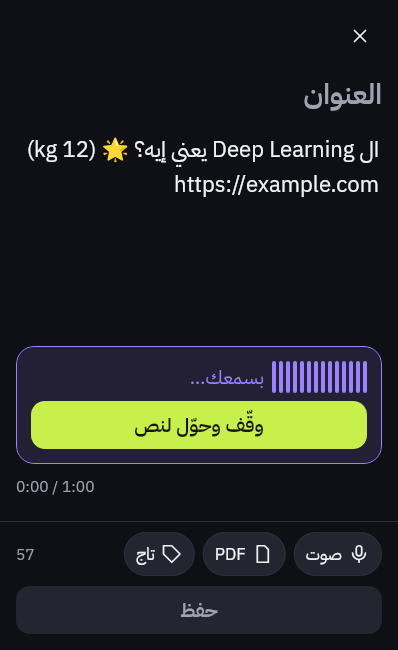 العنوان
ال Deep Learning يعني إيه؟ 🌟 (12 kg)
https://example.com
بسمعك...
وقّف وحوّل لنص
0:00 / 1:00
صوت
PDF
تاج
57
حفظ